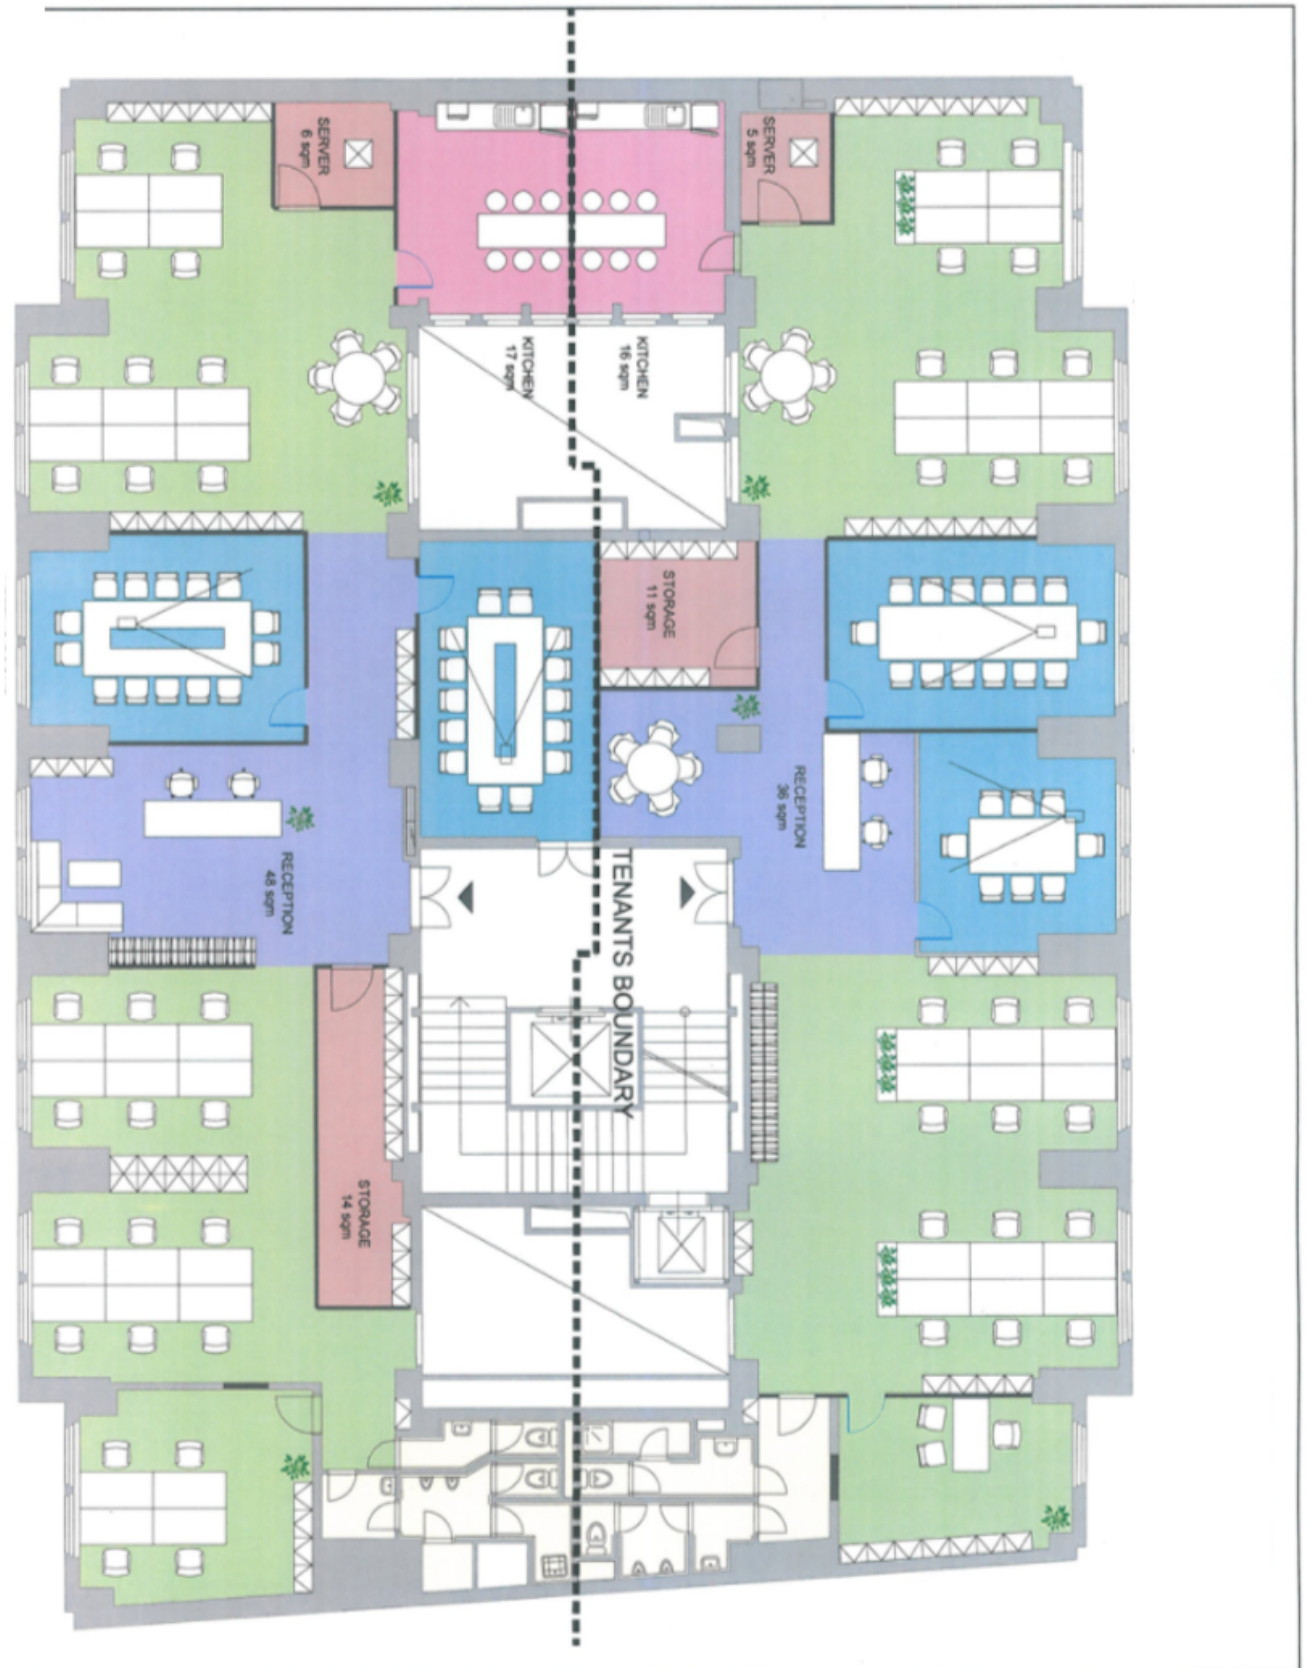 SERVER
6 sqm
SERVER
5 sqm
KITCHEN
17 sqm
KITCHEN
16 sqm
STORAGE
11 sqm
RECEPTION
36 sqm
RECEPTION
48 sqm
TENANTS BOUNDARY
STORAGE
14 sqm